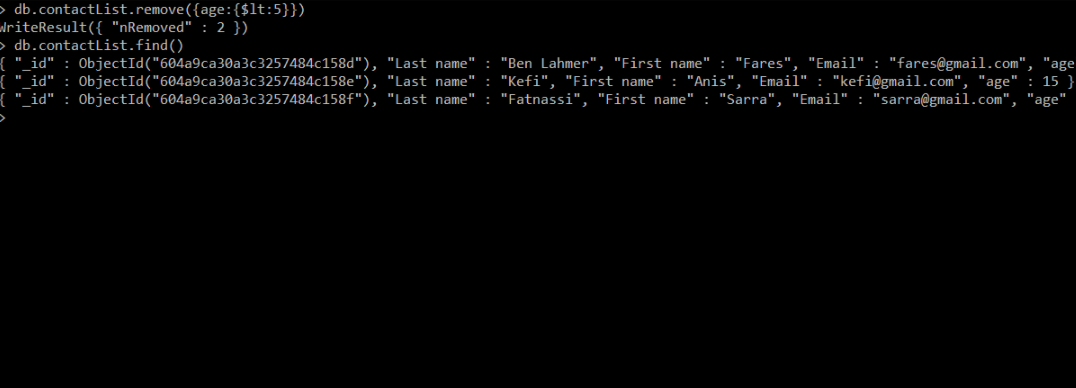 > db.contactList.remove({age:{$lt:5}})
WriteResult({ "nRemoved" : 2 })
> db.contactList.find()
{ "_id" : ObjectId("604a9ca30a3c3257484c158d"), "Last name" : "Ben Lahmer", "First name" : "Fares", "Email" : "fares@gmail.com", "age
{ "_id" : ObjectId("604a9ca30a3c3257484c158e"), "Last name" : "Kefi", "First name" : "Anis", "Email" : "kefi@gmail.com", "age" : 15 }
{ "_id" : ObjectId("604a9ca30a3c3257484c158f"), "Last name" : "Fatnassi", "First name" : "Sarra", "Email" : "sarra@gmail.com", "age"
>